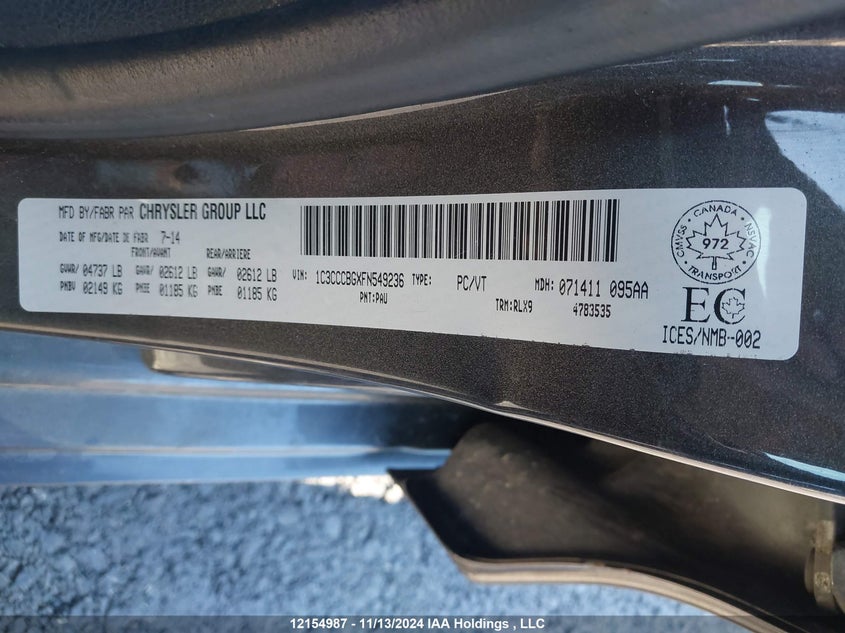 MFD BY/FABR PAR CHRYSLER GROUP LLC
DATE OF MFG/DATE DE FABR 7-14
FRONT/AVANT REAR/ARRIERE
GVWR/ 04737 LB GAWR/ 02612 LB GAWR/ 02612 LB
PNBV 02149 KG PNBE 01185 KG PNBE 01185 KG
VIN: 1C3CCCBGXFN549236 TYPE: PC/VT MDH: 071411 095AA
PNT:PAU TRM:RLX9 4783535
CANADA
CMVSS NSVAC
972
TRANSPORT
EC
ICES/NMB-002
12154987 - 11/13/2024 IAA Holdings , LLC